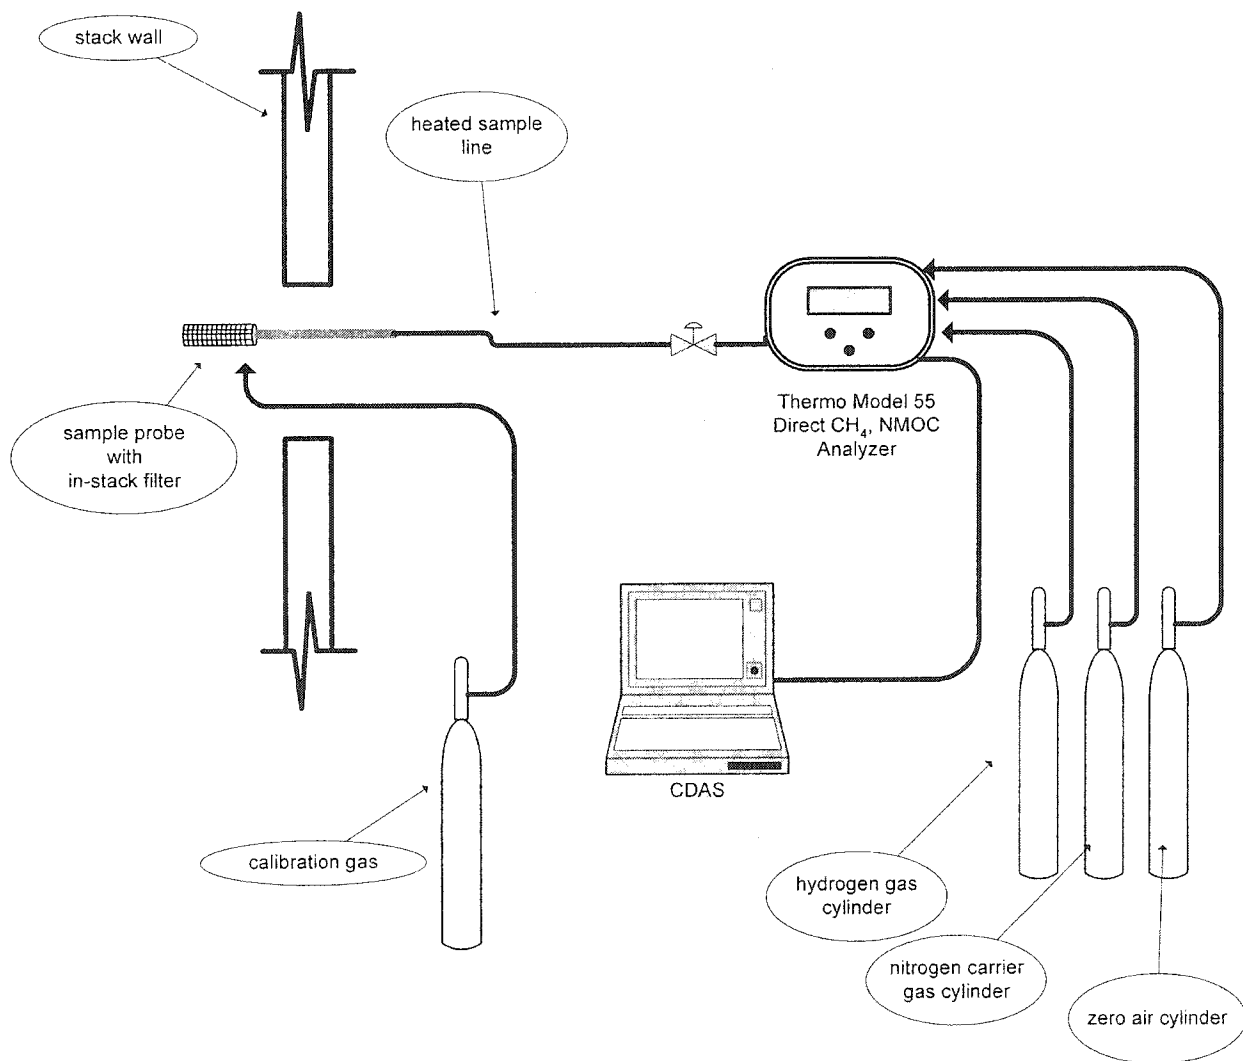 stack wall
heated sample
line
sample probe
with
in-stack filter
Thermo Model 55
Direct CH₄, NMOC
Analyzer
CDAS
calibration gas
hydrogen gas
cylinder
nitrogen carrier
gas cylinder
zero air cylinder